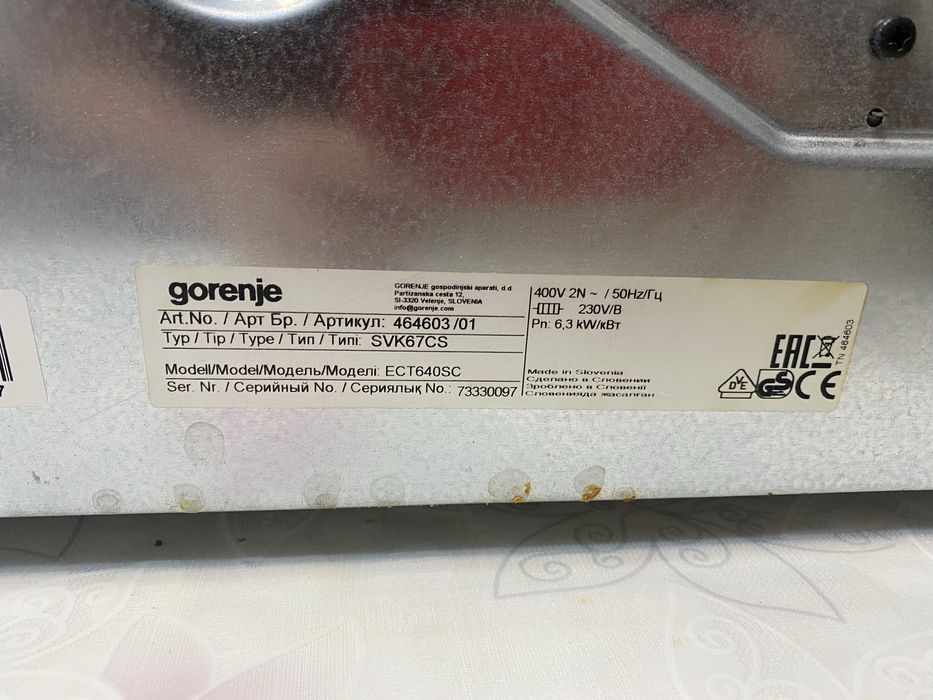 gorenje
GORENJE gospodinjski aparati, d.d.
Partizanska cesta 12,
SI-3320 Velenje, SLOVENIA
info@gorenje.com
Art.No. / Арт Бр. / Артикул: 464603 /01
Typ / Tip / Type / Тип / Типі: SVK67CS
Modell/Model/Модель/Моделі: ECT640SC
Ser. Nr. / Серийный No. / Сериялық No.: 73330097
400V 2N ~ / 50Hz/Гц
230V/В
Pn: 6,3 kW/кВт
Made in Slovenia
Сделано в Словении
Зроблено в Словенії
Словенияда жасалған
EAC
DVE
GS
CE
TN 464603
7